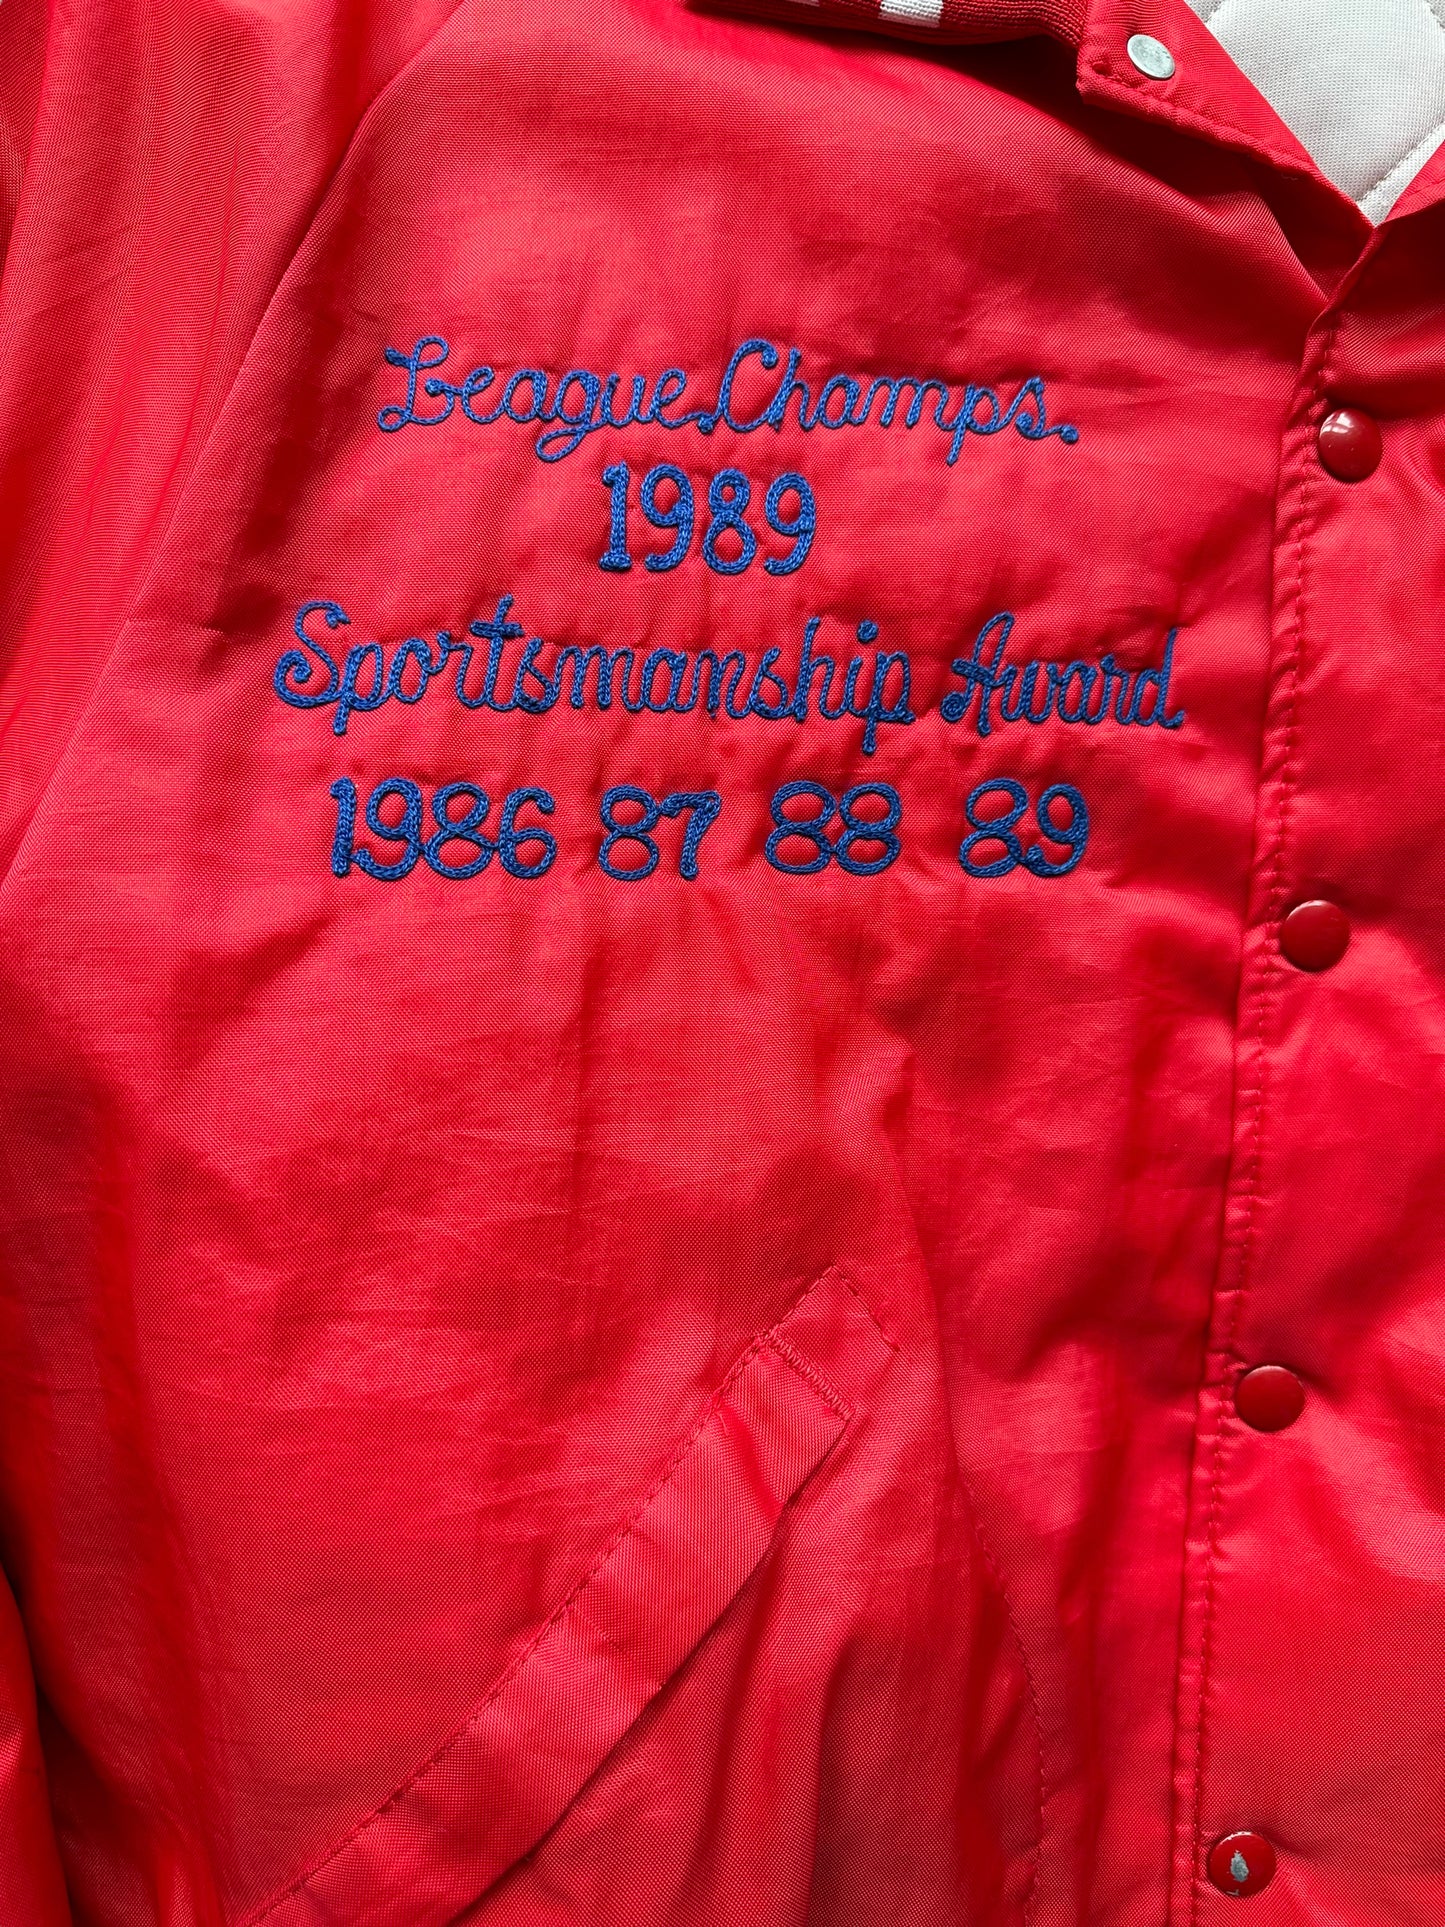 League Champs.
1989
Sportsmanship Award
1986 87 88 89